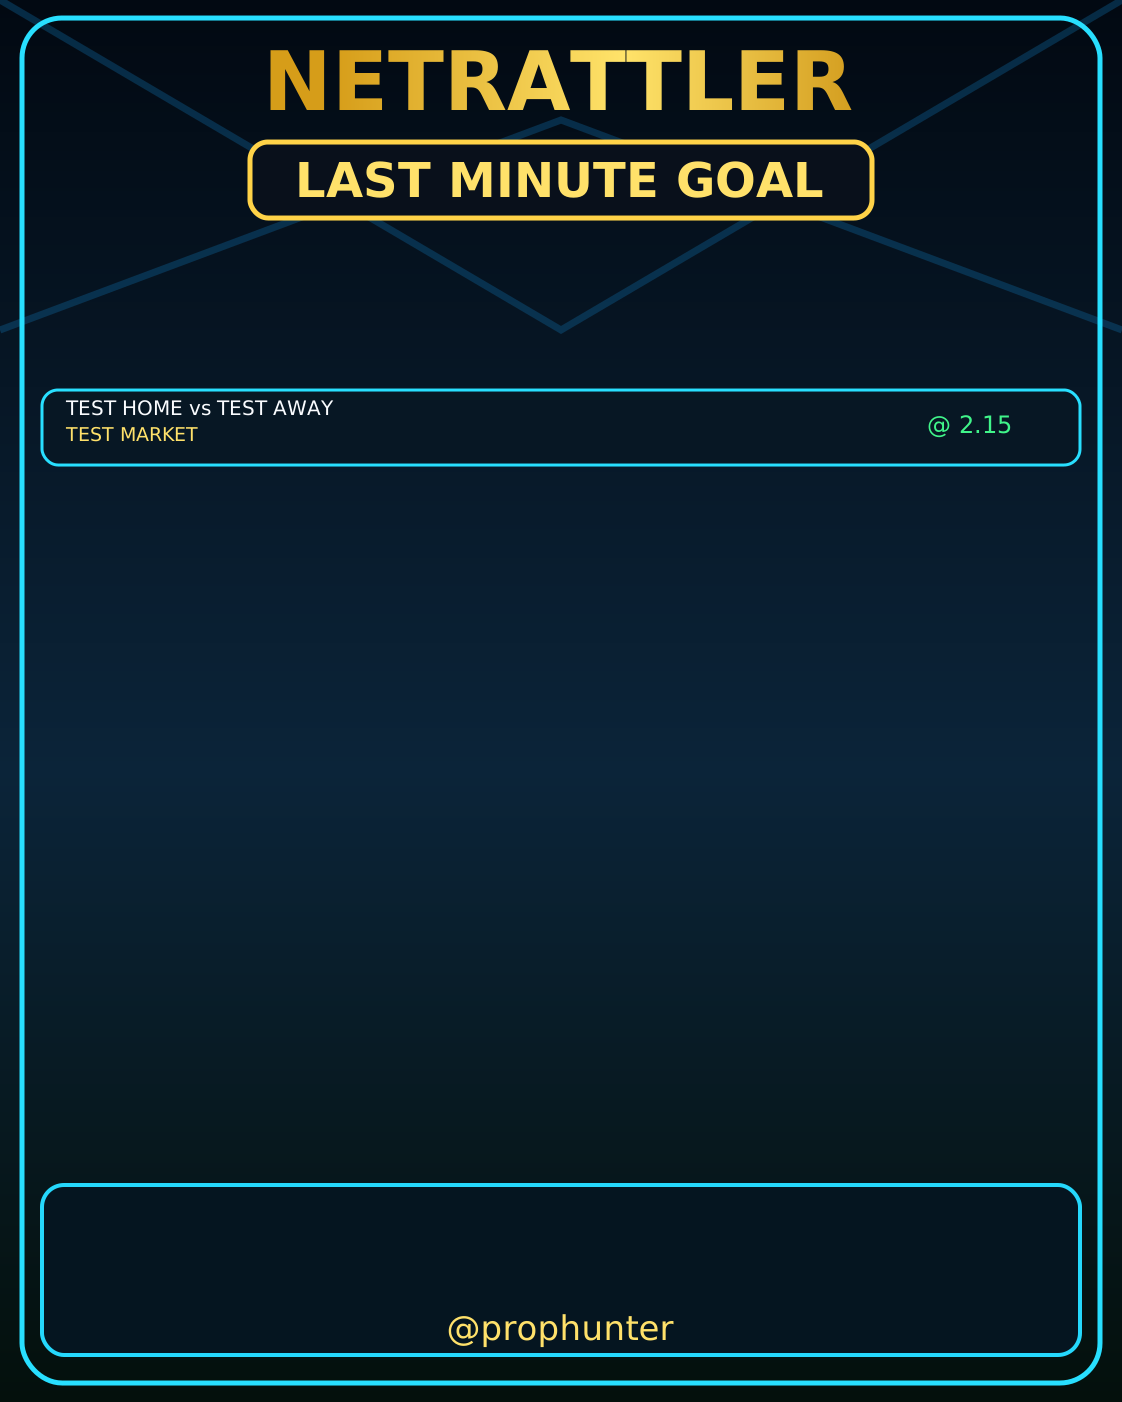 NETRATTLER
LAST MINUTE GOAL
TEST HOME vs TEST AWAY
TEST MARKET
@ 2.15
@prophunter